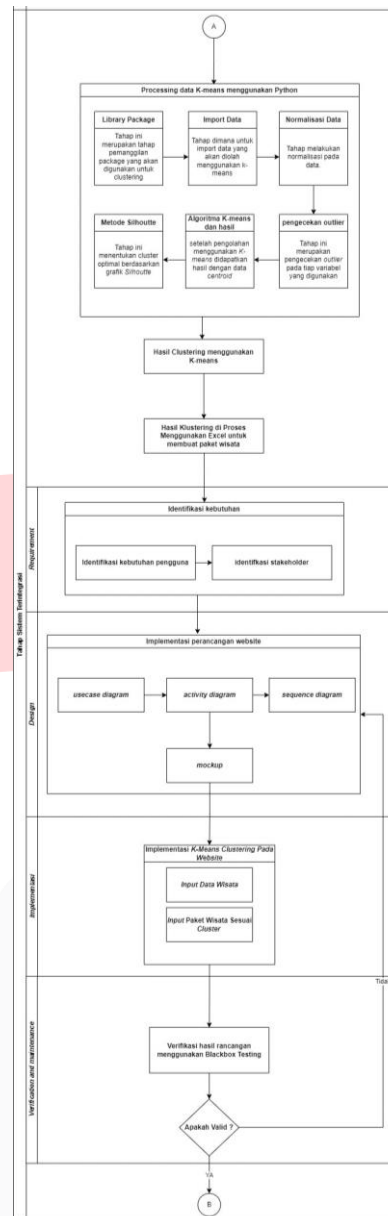 A
Processing data K-means menggunakan Python
Library Package
Tahap ini
merupakan tahap
pemanggilan
package yang akan
digunakan untuk
clustering
Import Data
Tahap dimana untuk
import data yang
akan diolah
menggunakan k-
means
Normalisasi Data
Tahap melakukan
normalisasi pada
data.
Metode Silhoutte
Tahap ini
menentukan cluster
optimal berdasarkan
grafik Silhoutte
Algoritma K-means
dan hasil
setelah pengolahan
menggunakan K-
means didapatkan
hasil dengan data
centroid
pengecekan outlier
Tahap ini
merupakan
pengecekan outlier
pada tiap variabel
yang digunakan
Hasil Clustering menggunakan
K-means
Hasil Klustering di Proses
Menggunakan Excel untuk
membuat paket wisata
Tahap Sistem Terintegrasi
Requirement
Identifikasi kebutuhan
Identifikasi kebutuhan pengguna
identifkasi stakeholder
Design
Implementasi perancangan website
usecase diagram
activity diagram
sequence diagram
mockup
Implementasi
Implementasi K-Means Clustering Pada
Website
Input Data Wisata
Input Paket Wisata Sesuai
Cluster
Verification and maintenance
Verifikasi hasil rancangan
menggunakan Blackbox Testing
Apakah Valid ?
YA
B